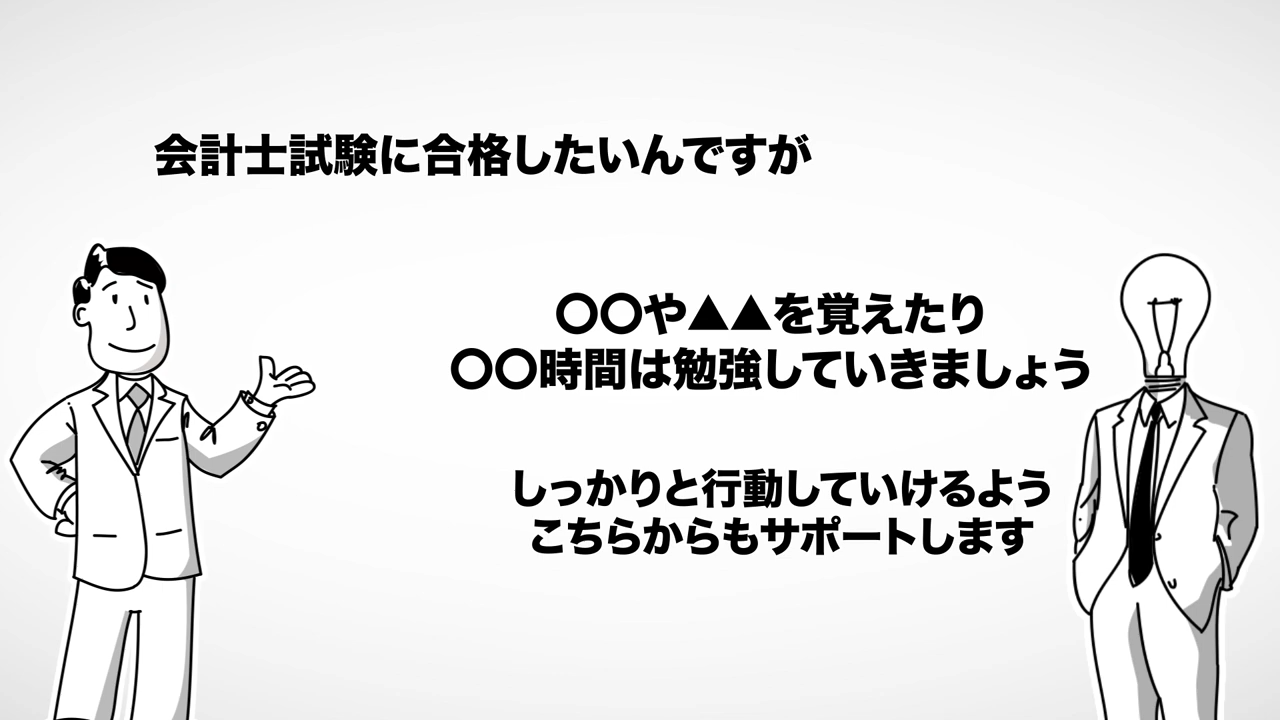 会計士試験に合格したいんですが
〇〇や▲▲を覚えたり
〇〇時間は勉強していきましょう
しっかりと行動していけるよう
こちらからもサポートします